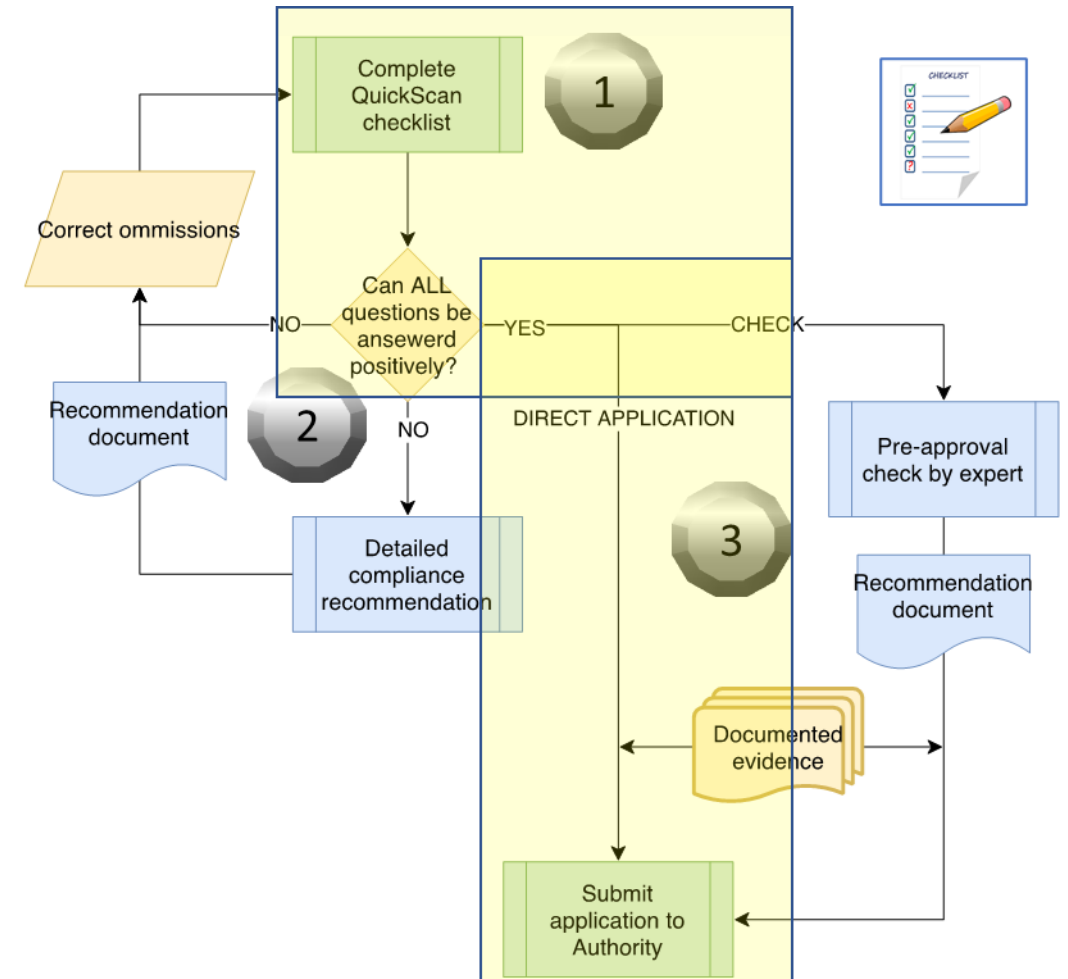 Complete
QuickScan
checklist
1
CHECKLIST
Correct ommissions
Can ALL
questions be
ansewerd
positively?
NO
YES
CHECK
Recommendation
document
2
NO
DIRECT APPLICATION
Pre-approval
check by expert
3
Detailed
compliance
recommendation
Recommendation
document
Documented
evidence
Submit
application to
Authority